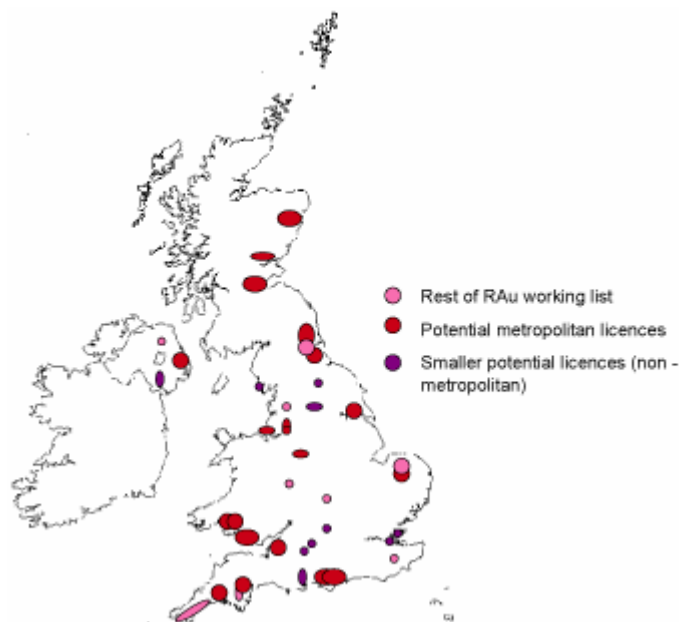 Rest of RAu working list
Potential metropolitan licences
Smaller potential licences (non -
metropolitan)